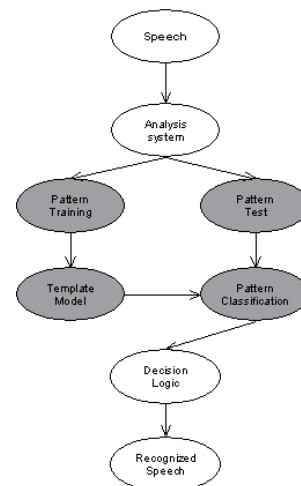 Speech
Analysis
system
Pattern
Training
Pattern
Test
Template
Model
Pattern
Classification
Decision
Logic
Recognized
Speech